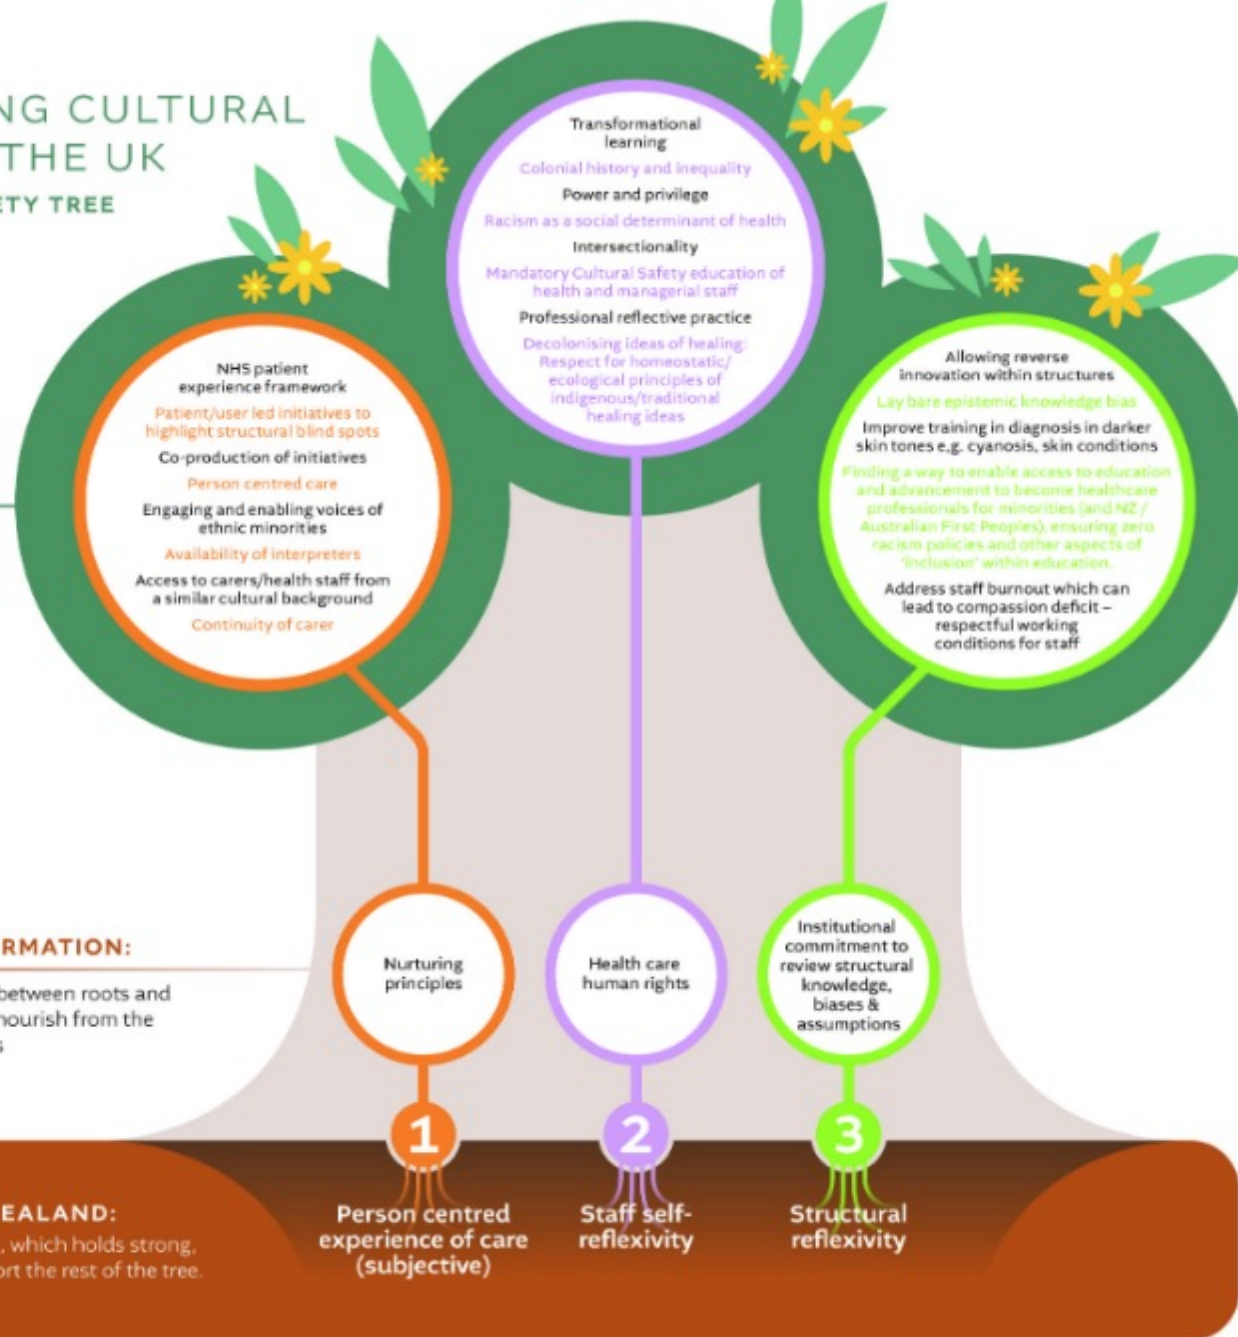 NG CULTURAL
THE UK
ETY TREE
Transformational
learning
Colonial history and inequality
Power and privilege
Racism as a social determinant of health
Intersectionality
Mandatory Cultural Safety education of
health and managerial staff
Professional reflective practice
Decolonising ideas of healing:
Respect for homeostatic/
ecological principles of
indigenous/traditional
healing ideas
NHS patient
experience framework
Patient/user led initiatives to
highlight structural blind spots
Co-production of initiatives
Person centred care
Engaging and enabling voices of
ethnic minorities
Availability of interpreters
Access to carers/health staff from
a similar cultural background
Continuity of carer
Allowing reverse
innovation within structures
Lay bare epistemic knowledge bias
Improve training in diagnosis in darker
skin tones e.g. cyanosis, skin conditions
Finding a way to enable access to education
and advancement to become healthcare
professionals for minorities (and NZ /
Australian First Peoples), ensuring zero
racism policies and other aspects of
'inclusion' within education.
Address staff burnout which can
lead to compassion deficit –
respectful working
conditions for staff
RMATION:
between roots and
nourish from the
s
Nurturing
principles
Health care
human rights
Institutional
commitment to
review structural
knowledge,
biases &
assumptions
1
2
3
EALAND:
, which holds strong,
ort the rest of the tree.
Person centred
experience of care
(subjective)
Staff self-
reflexivity
Structural
reflexivity